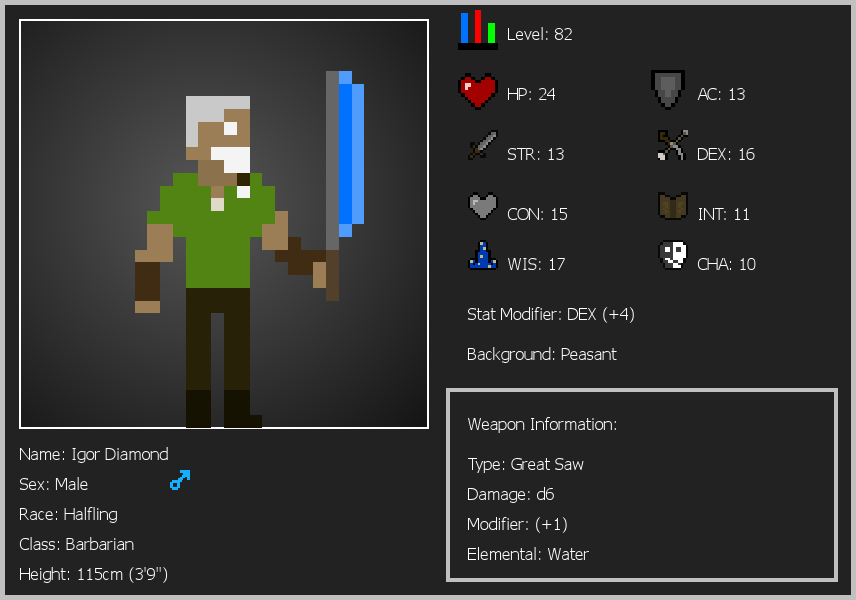 Level: 82
HP: 24
AC: 13
STR: 13
DEX: 16
CON: 15
INT: 11
WIS: 17
CHA: 10
Stat Modifier: DEX (+4)
Background: Peasant
Weapon Information:
Type: Great Saw
Damage: d6
Modifier: (+1)
Elemental: Water
Name: Igor Diamond
Sex: Male
Race: Halfling
Class: Barbarian
Height: 115cm (3'9")